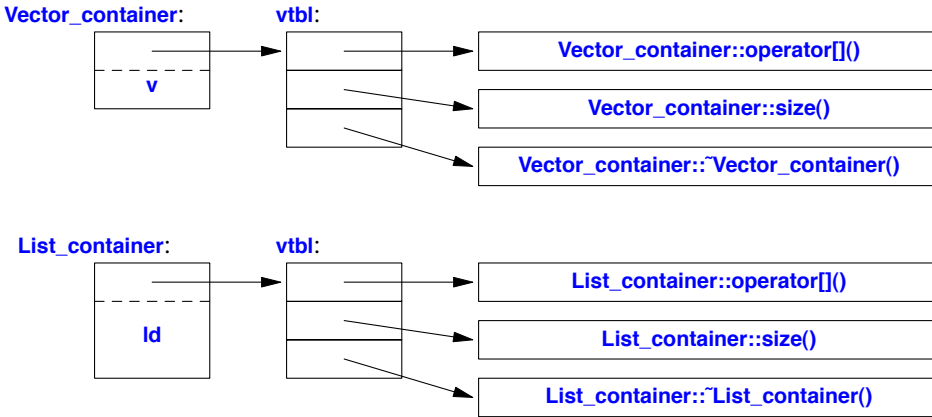 Vector_container: vtbl:
Vector_container::operator[]()
v
Vector_container::size()
Vector_container::˜Vector_container()
List_container: vtbl:
List_container::operator[]()
ld
List_container::size()
List_container::˜List_container()